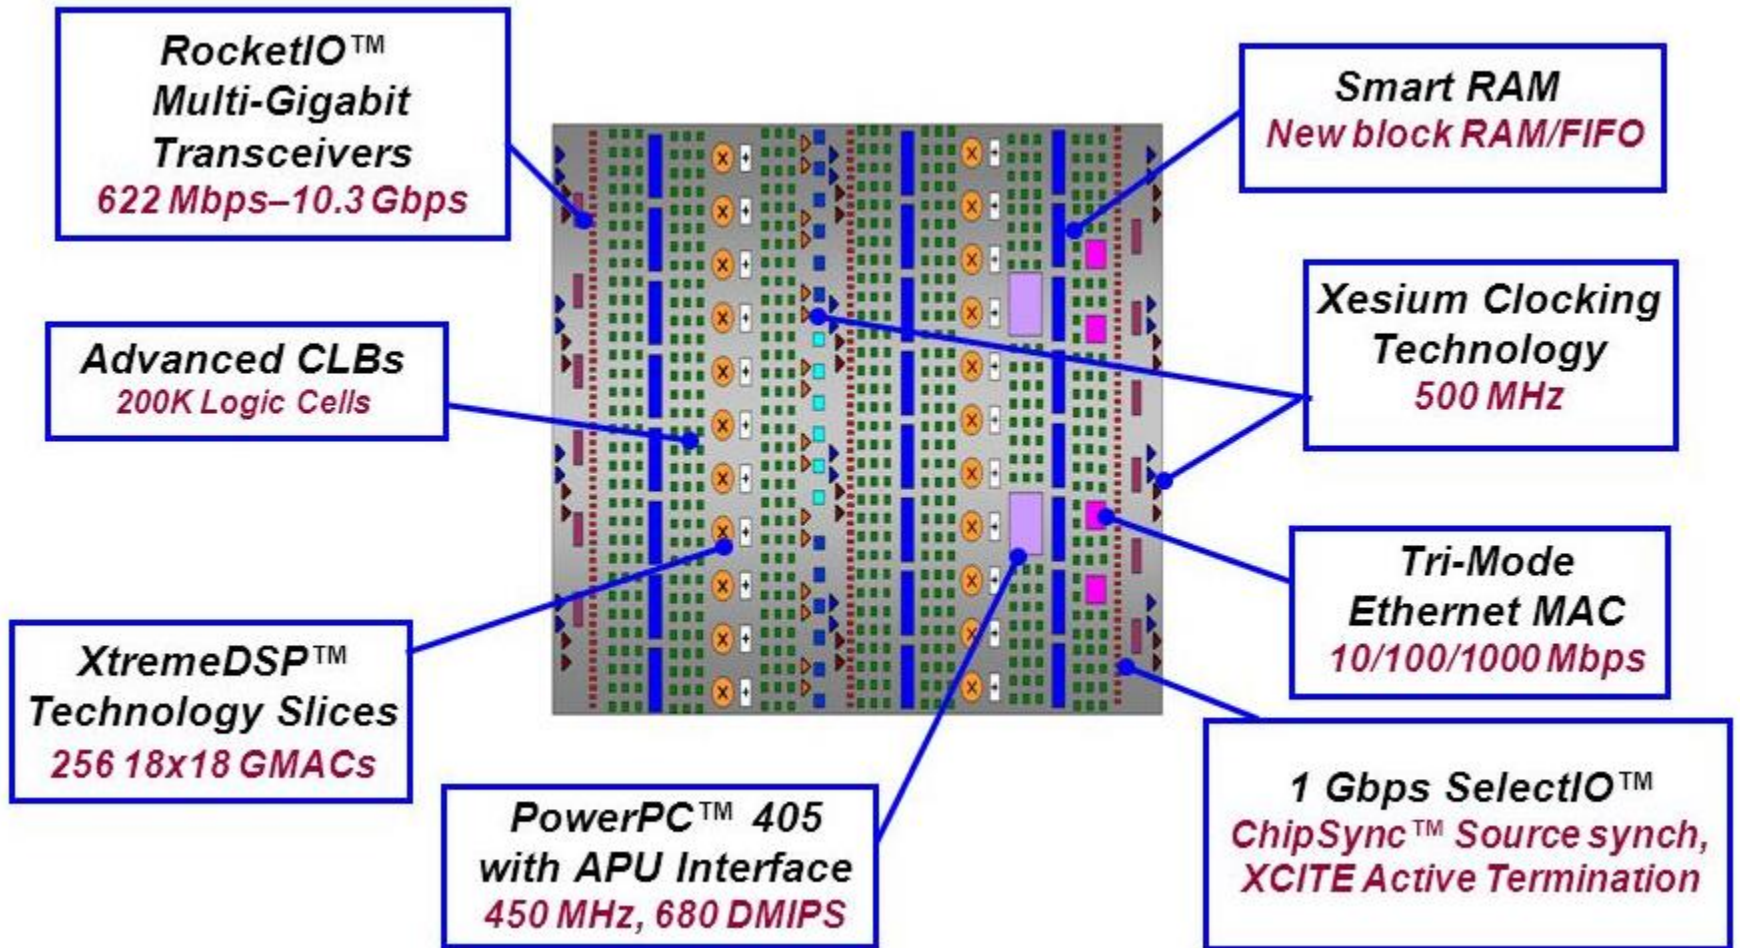 RocketIO™
Multi-Gigabit
Transceivers
622 Mbps–10.3 Gbps
Smart RAM
New block RAM/FIFO
Xesium Clocking
Technology
500 MHz
Advanced CLBs
200K Logic Cells
Tri-Mode
Ethernet MAC
10/100/1000 Mbps
XtremeDSP™
Technology Slices
256 18x18 GMACs
PowerPC™ 405
with APU Interface
450 MHz, 680 DMIPS
1 Gbps SelectIO™
ChipSync™ Source synch,
XCITE Active Termination